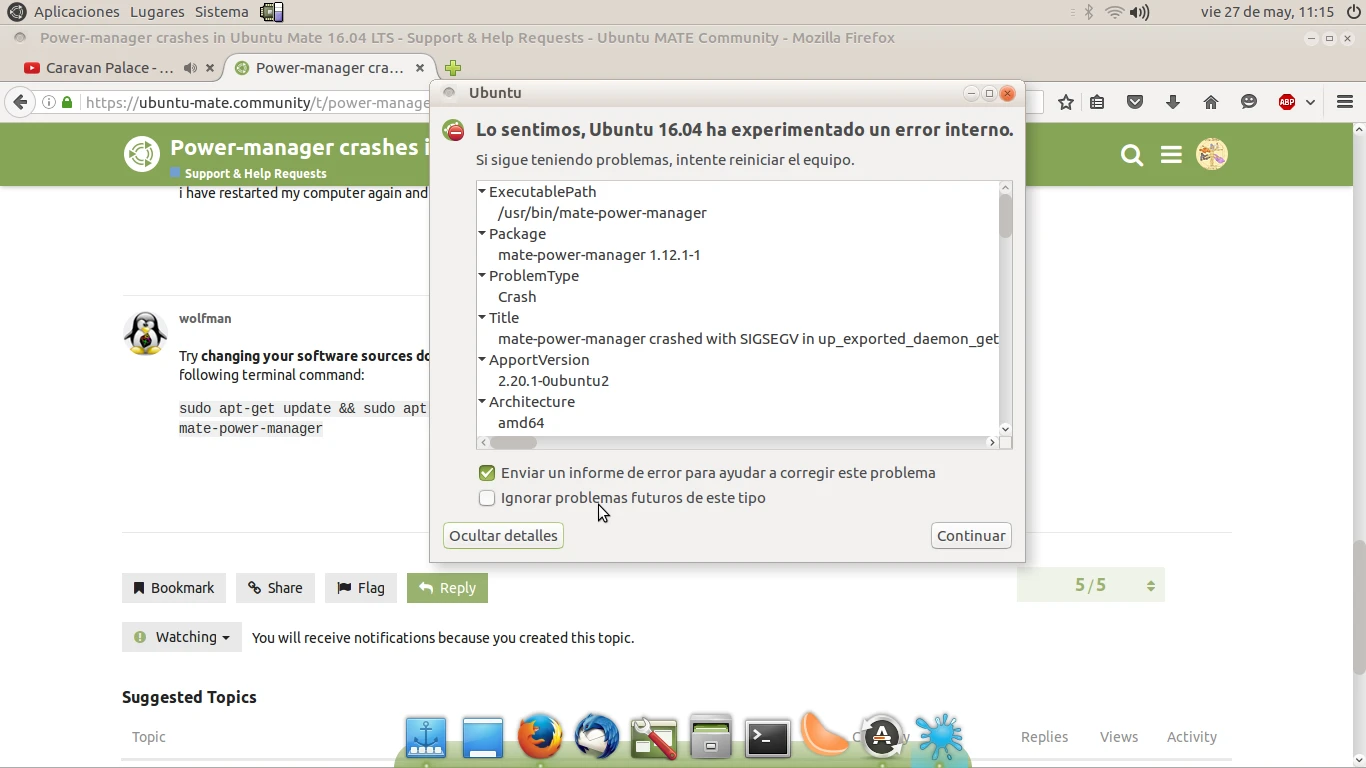 Aplicaciones Lugares Sistema
vie 27 de may, 11:15
Power-manager crashes in Ubuntu Mate 16.04 LTS - Support & Help Requests - Ubuntu MATE Community - Mozilla Firefox
Caravan Palace - ...
Power-manager cra...
https://ubuntu-mate.community/t/power-manage
ABP
Power-manager crashes i
Support & Help Requests
i have restarted my computer again and
wolfman
Try changing your software sources do
following terminal command:
sudo apt-get update && sudo apt
mate-power-manager
Ubuntu
Lo sentimos, Ubuntu 16.04 ha experimentado un error interno.
Si sigue teniendo problemas, intente reiniciar el equipo.
ExecutablePath
/usr/bin/mate-power-manager
Package
mate-power-manager 1.12.1-1
ProblemType
Crash
Title
mate-power-manager crashed with SIGSEGV in up_exported_daemon_get
ApportVersion
2.20.1-0ubuntu2
Architecture
amd64
Enviar un informe de error para ayudar a corregir este problema
Ignorar problemas futuros de este tipo
Ocultar detalles
Continuar
Bookmark Share Flag Reply
5/5
Watching
You will receive notifications because you created this topic.
Suggested Topics
Topic
Replies Views Activity